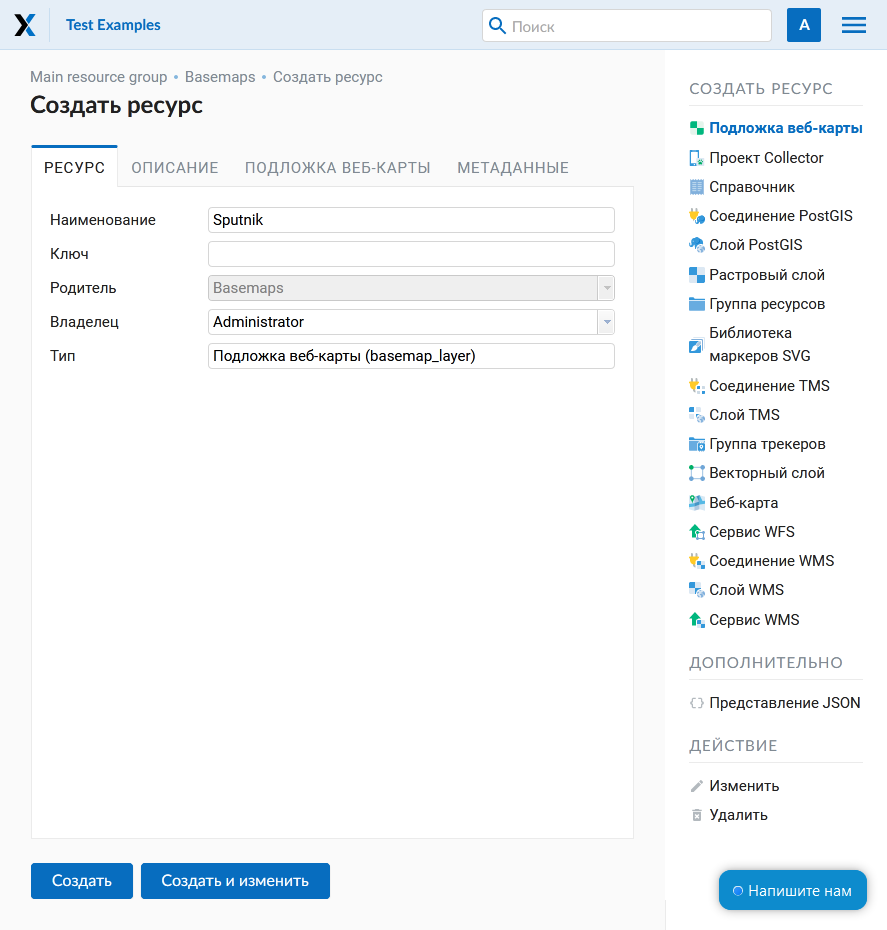 Test Examples
Поиск
A
Main resource group • Basemaps • Создать ресурс
Создать ресурс
РЕСУРС
ОПИСАНИЕ
ПОДЛОЖКА ВЕБ-КАРТЫ
МЕТАДАННЫЕ
Наименование
Sputnik
Ключ
Родитель
Basemaps
Владелец
Administrator
Тип
Подложка веб-карты (basemap_layer)
Создать
Создать и изменить
СОЗДАТЬ РЕСУРС
Подложка веб-карты
Проект Collector
Справочник
Соединение PostGIS
Слой PostGIS
Растровый слой
Группа ресурсов
Библиотека
маркеров SVG
Соединение TMS
Слой TMS
Группа трекеров
Векторный слой
Веб-карта
Сервис WFS
Соединение WMS
Слой WMS
Сервис WMS
ДОПОЛНИТЕЛЬНО
Представление JSON
ДЕЙСТВИЕ
Изменить
Удалить
Напишите нам